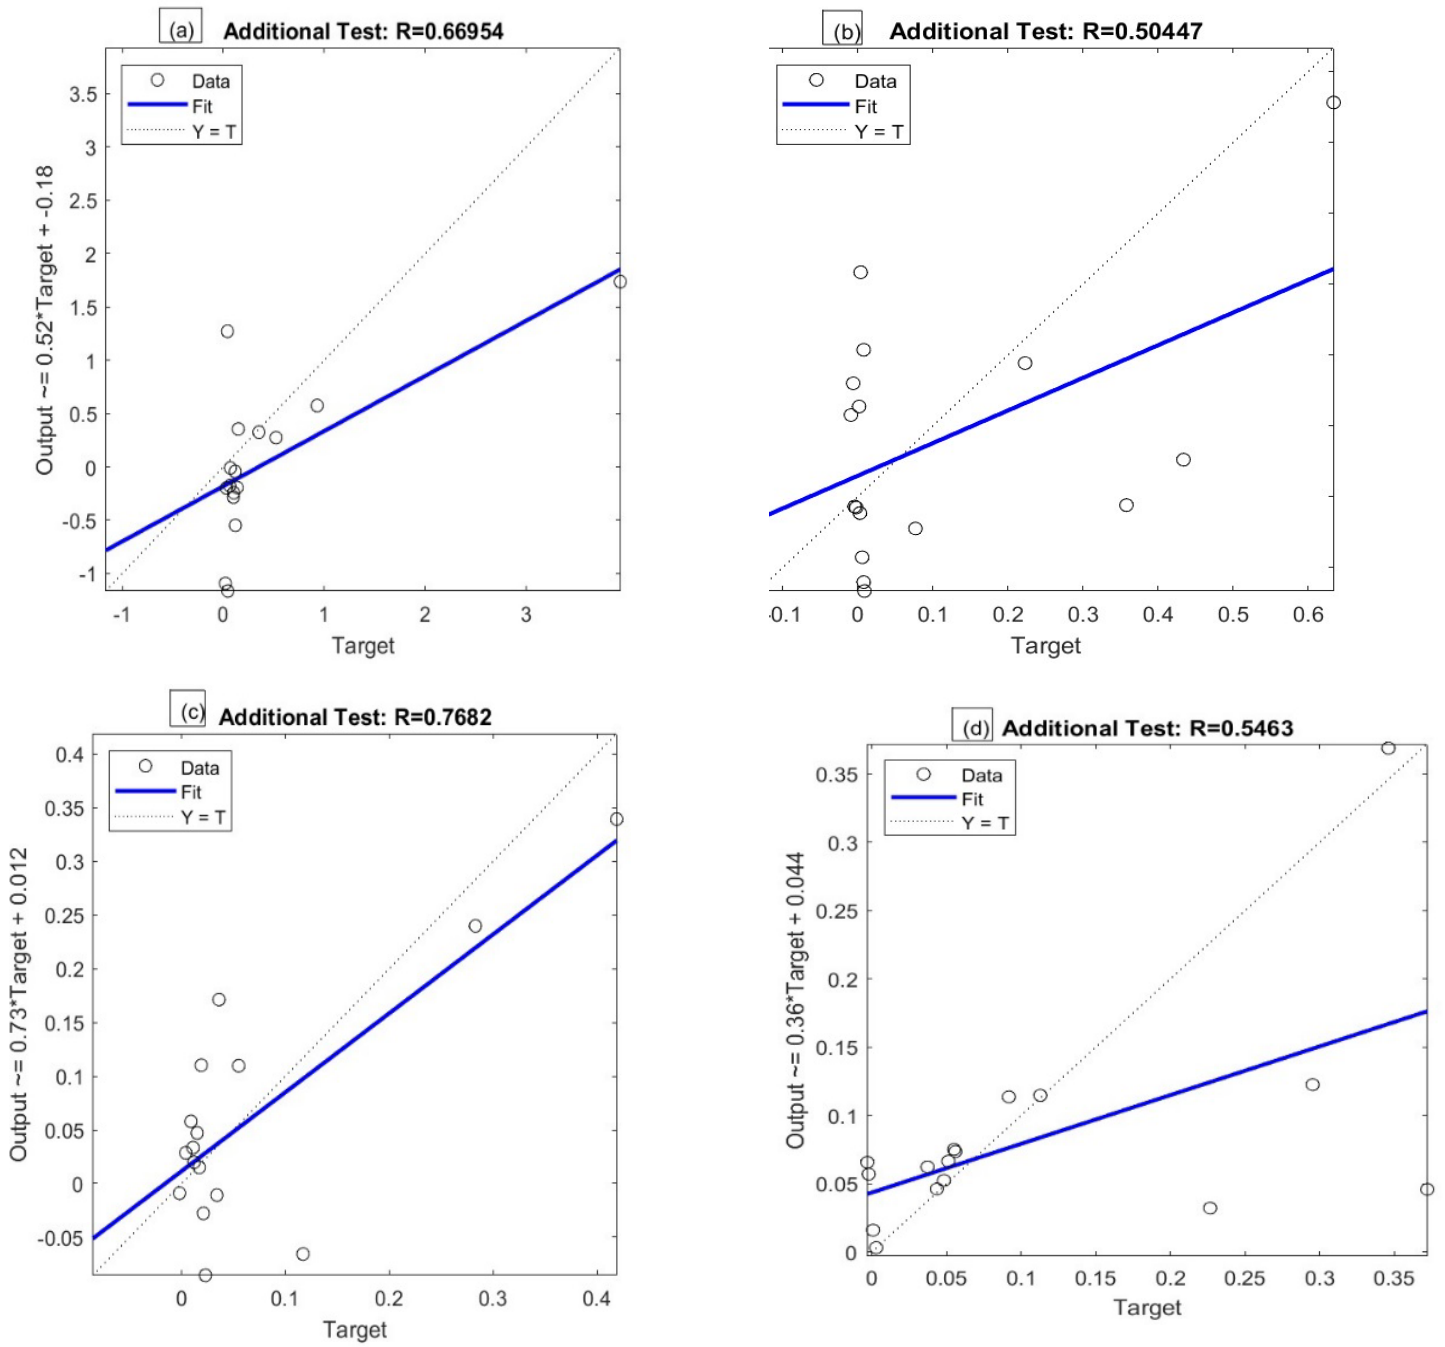 (a) Additional Test: R=0.66954
Data
Fit
Y = T
3.5
3
2.5
2
1.5
1
0.5
0
-0.5
-1
Output ~= 0.52*Target + -0.18
-1 0 1 2 3
Target
(b) Additional Test: R=0.50447
Data
Fit
Y = T
-0.1 0 0.1 0.2 0.3 0.4 0.5 0.6
Target
(c) Additional Test: R=0.7682
Data
Fit
Y = T
0.4
0.35
0.3
0.25
0.2
0.15
0.1
0.05
0
-0.05
Output ~= 0.73*Target + 0.012
0 0.1 0.2 0.3 0.4
Target
(d) Additional Test: R=0.5463
Data
Fit
Y = T
0.35
0.3
0.25
0.2
0.15
0.1
0.05
0
Output ~= 0.36*Target + 0.044
0 0.05 0.1 0.15 0.2 0.25 0.3 0.35
Target